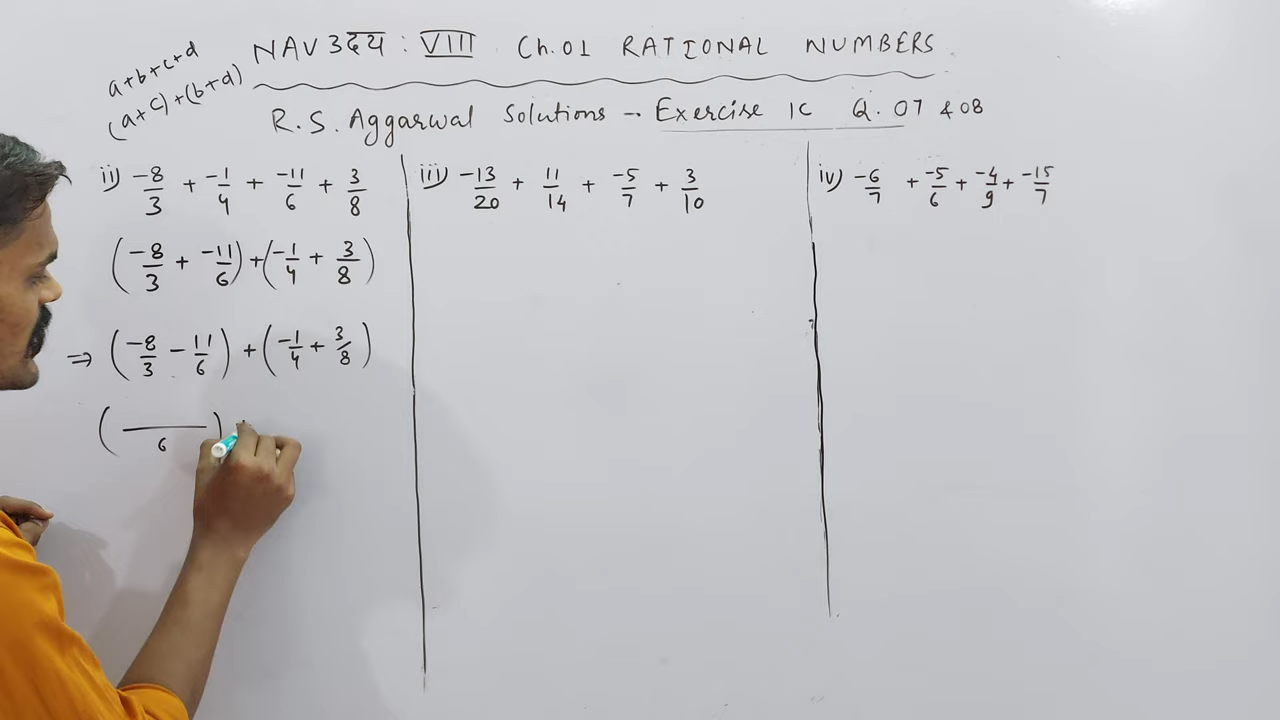 NAV उदय : VIII Ch.01 RATIONAL NUMBERS
a+b+c+d
(a+c)+(b+d)
R.S. Aggarwal Solutions - Exercise 1C Q. 07 & 08
ii) -8/3 + -1/4 + -11/6 + 3/8
(-8/3 + -11/6) + (-1/4 + 3/8)
⇒ (-8/3 - 11/6) + (-1/4 + 3/8)
( /6)
iii) -13/20 + 11/14 + -5/7 + 3/10
iv) -6/7 + -5/6 + -4/9 + -15/7